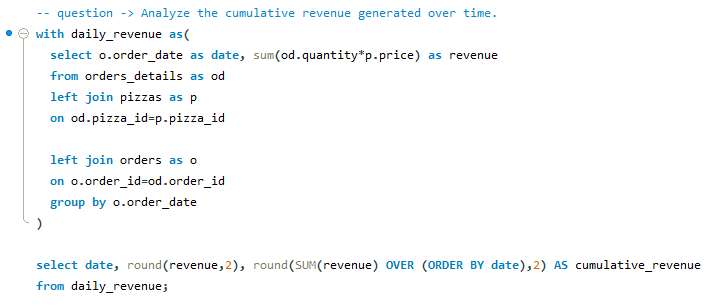 -- question -> Analyze the cumulative revenue generated over time.
with daily_revenue as(
select o.order_date as date, sum(od.quantity*p.price) as revenue
from orders_details as od
left join pizzas as p
on od.pizza_id=p.pizza_id
left join orders as o
on o.order_id=od.order_id
group by o.order_date
)
select date, round(revenue,2), round(SUM(revenue) OVER (ORDER BY date),2) AS cumulative_revenue
from daily_revenue;